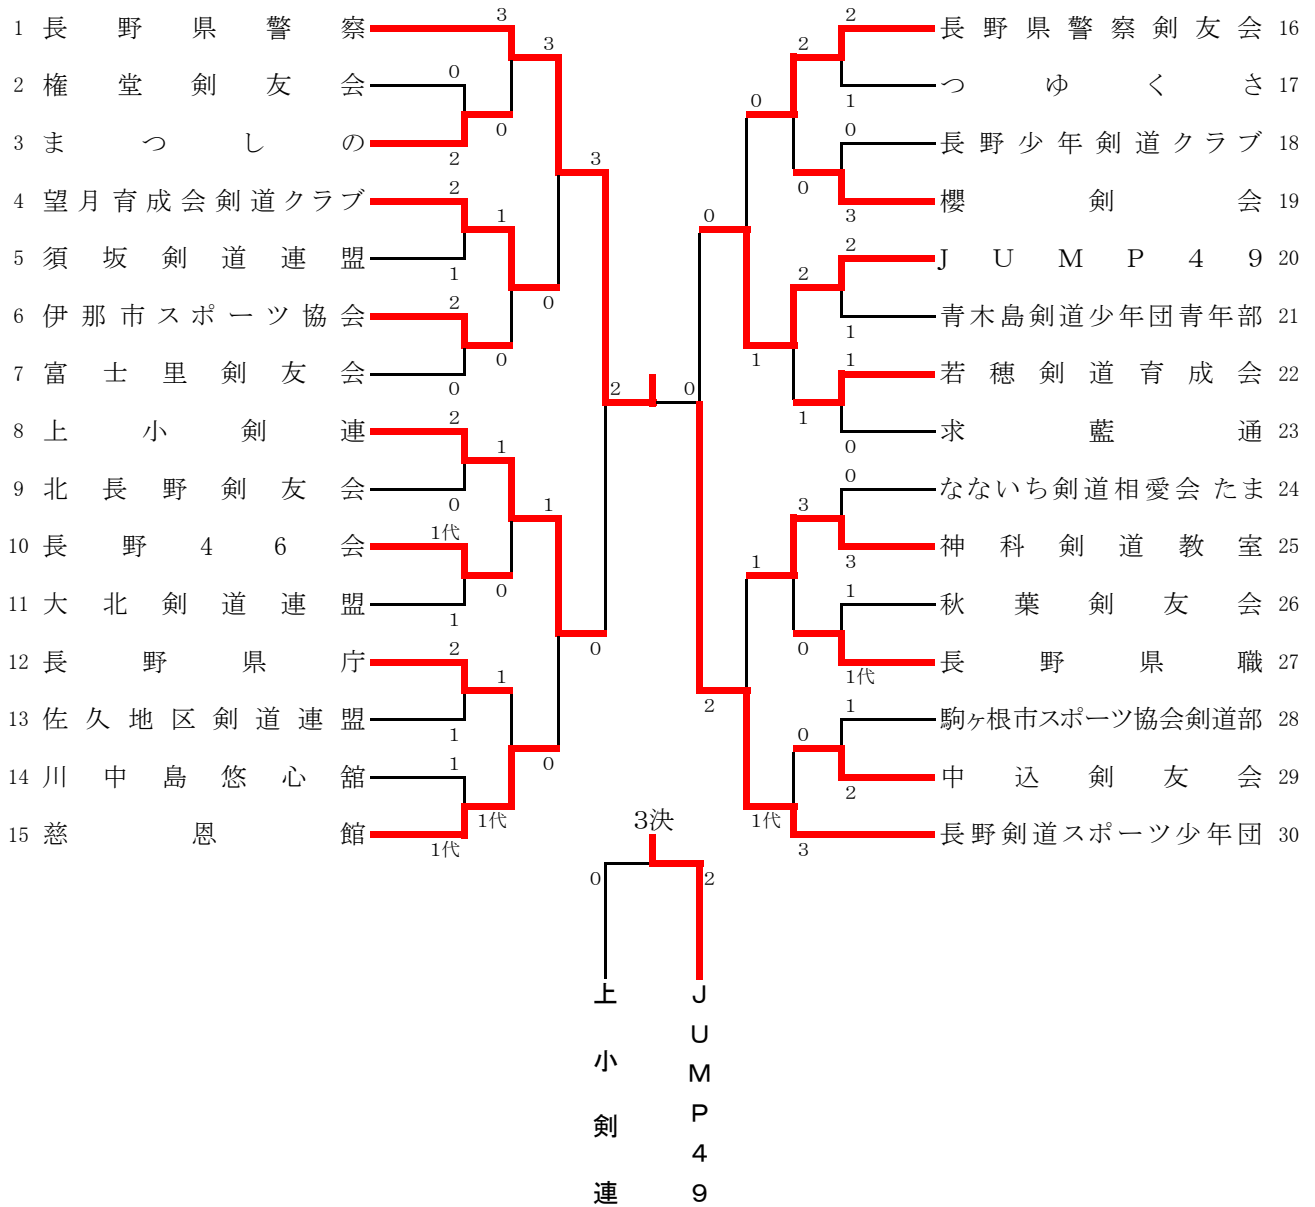 1 長野県警察
2 権堂剣友会
3 まつしの
4 望月育成会剣道クラブ
5 須坂剣道連盟
6 伊那市スポーツ協会
7 富士里剣友会
8 上小剣連
9 北長野剣友会
10 長野46会
11 大北剣道連盟
12 長野県庁
13 佐久地区剣道連盟
14 川中島悠心舘
15 慈恩館
3
0
2
0
3
2
1
1
2
0
0
0
3
2
0
1
1代
1
0
1
2
1
1
1代
1代
0
0
2
0
2
1
2
0
3
0
0
2
1
2
1
0
1
1
0
0
3
3
1
1代
0
1
1
2
0
3
1代
2
長野県警察剣友会 16
つゆくさ 17
長野少年剣道クラブ 18
櫻剣会 19
JUMP49 20
青木島剣道少年団青年部 21
若穂剣道育成会 22
求藍通 23
なないち剣道相愛会 たま 24
神科剣道教室 25
秋葉剣友会 26
長野県職 27
駒ヶ根市スポーツ協会剣道部 28
中込剣友会 29
長野剣道スポーツ少年団 30
3決
0
2
上小剣連
JUMP49